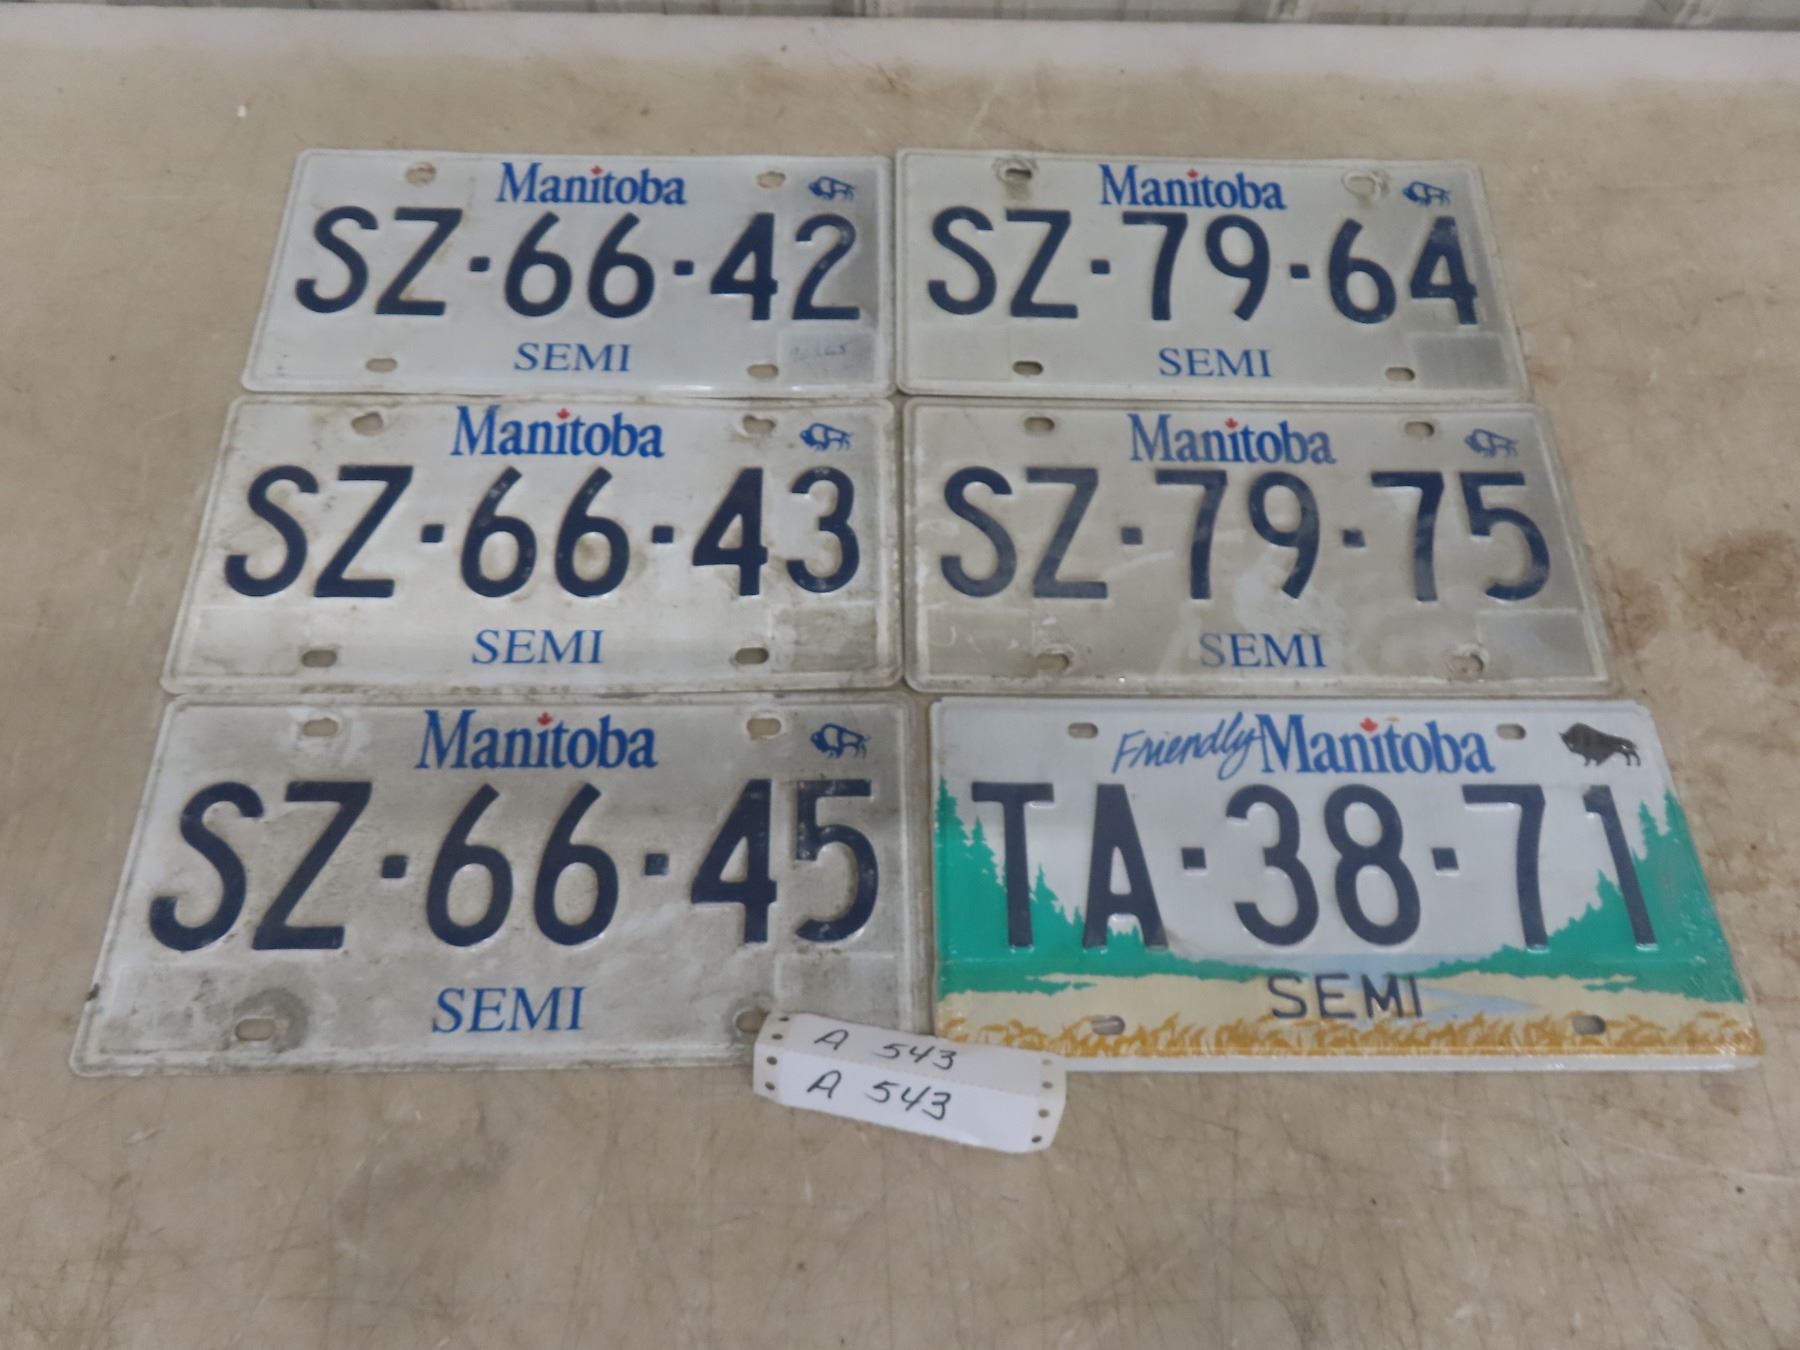 Manitoba
SZ·66·42
SEMI
Manitoba
SZ·79·64
SEMI
Manitoba
SZ·66·43
SEMI
Manitoba
SZ·79·75
SEMI
Manitoba
SZ·66·45
SEMI
Friendly Manitoba
TA·38·71
SEMI
A 543
A 543